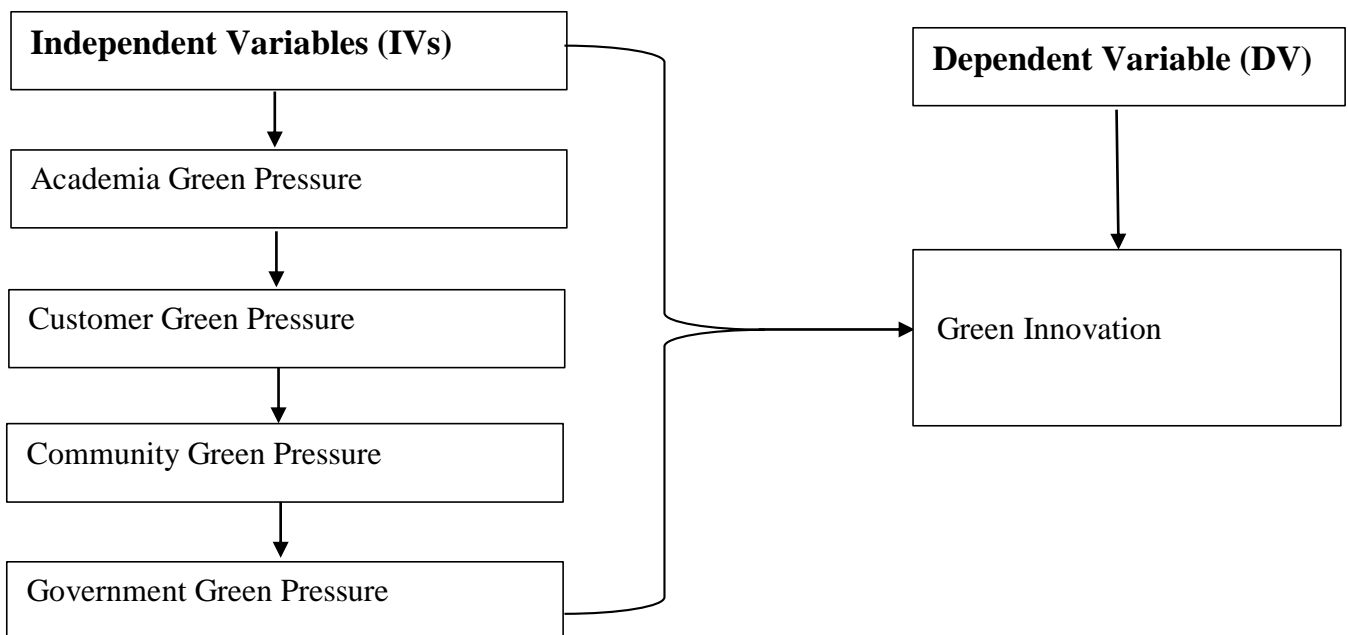 Independent Variables (IVs)
Dependent Variable (DV)
Academia Green Pressure
Customer Green Pressure
Green Innovation
Community Green Pressure
Government Green Pressure